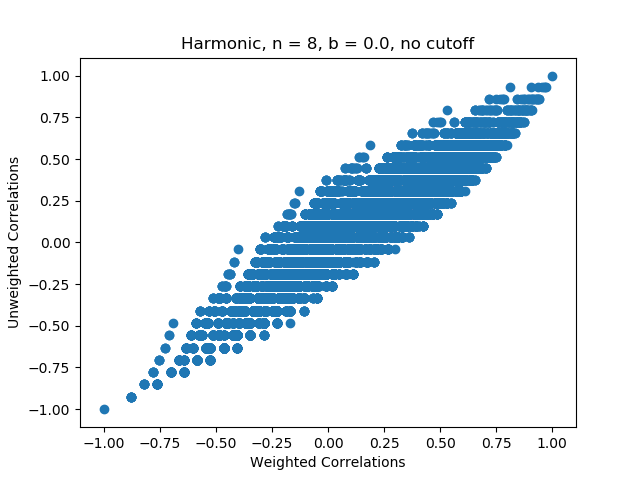 Harmonic, n = 8, b = 0.0, no cutoff
Unweighted Correlations
1.00
0.75
0.50
0.25
0.00
−0.25
−0.50
−0.75
−1.00
−1.00 −0.75 −0.50 −0.25 0.00 0.25 0.50 0.75 1.00
Weighted Correlations